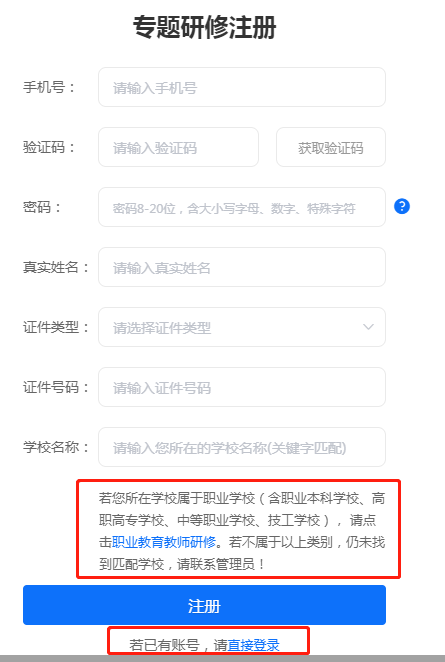 专题研修注册
手机号： 请输入手机号
验证码： 请输入验证码 获取验证码
密码： 密码8-20位，含大小写字母、数字、特殊字符 ?
真实姓名： 请输入真实姓名
证件类型： 请选择证件类型
证件号码： 请输入证件号码
学校名称： 请输入您所在的学校名称(关键字匹配)
若您所在学校属于职业学校（含职业本科学校、高
职高专学校、中等职业学校、技工学校），请点
击职业教育教师研修。若不属于以上类别，仍未找
到匹配学校，请联系管理员！
注册
若已有账号，请直接登录